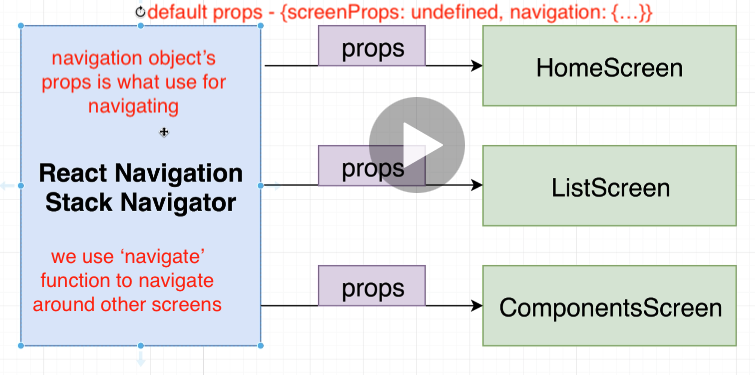 default props - {screenProps: undefined, navigation: {…}}
navigation object's
props is what use for
navigating
React Navigation
Stack Navigator
we use 'navigate'
function to navigate
around other screens
props
HomeScreen
props
ListScreen
props
ComponentsScreen